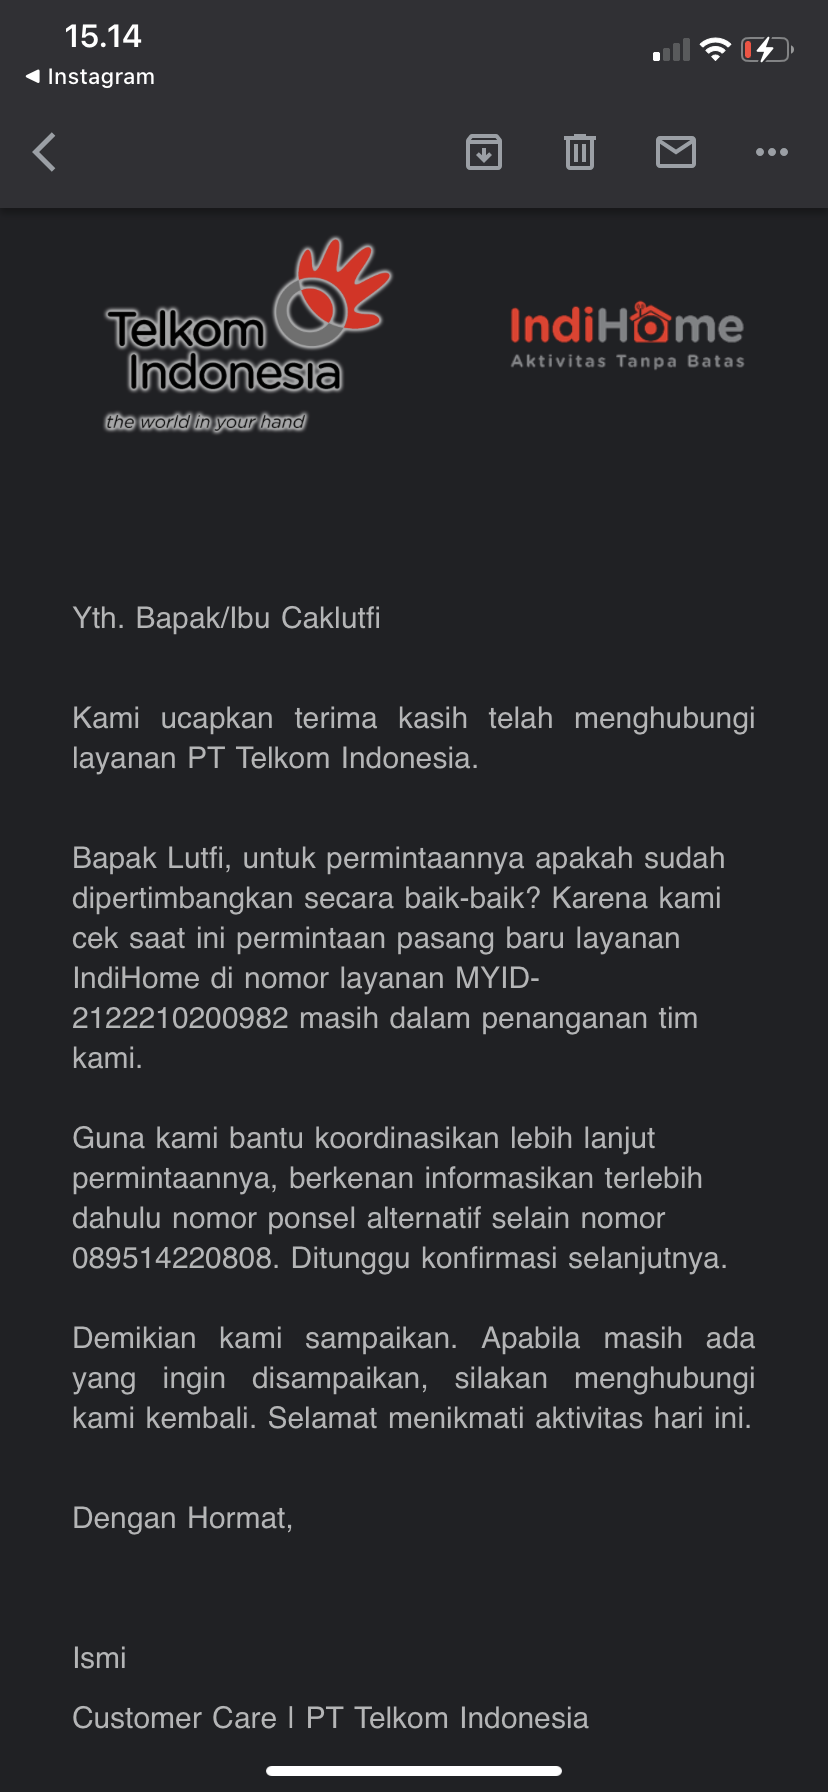 15.14
Instagram
Telkom
Indonesia
the world in your hand
IndiHome
Aktivitas Tanpa Batas
Yth. Bapak/Ibu Caklutfi
Kami ucapkan terima kasih telah menghubungi
layanan PT Telkom Indonesia.
Bapak Lutfi, untuk permintaannya apakah sudah
dipertimbangkan secara baik-baik? Karena kami
cek saat ini permintaan pasang baru layanan
IndiHome di nomor layanan MYID-
2122210200982 masih dalam penanganan tim
kami.
Guna kami bantu koordinasikan lebih lanjut
permintaannya, berkenan informasikan terlebih
dahulu nomor ponsel alternatif selain nomor
089514220808. Ditunggu konfirmasi selanjutnya.
Demikian kami sampaikan. Apabila masih ada
yang ingin disampaikan, silakan menghubungi
kami kembali. Selamat menikmati aktivitas hari ini.
Dengan Hormat,
Ismi
Customer Care | PT Telkom Indonesia